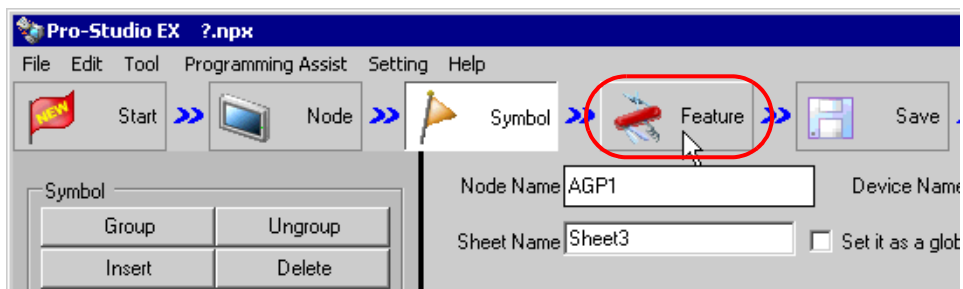 Pro-Studio EX ?.npx
File Edit Tool Programming Assist Setting Help
NEW Start Node Symbol Feature Save
Symbol
Group Ungroup
Insert Delete
Node Name AGP1 Device Name
Sheet Name Sheet3 Set it as a glob